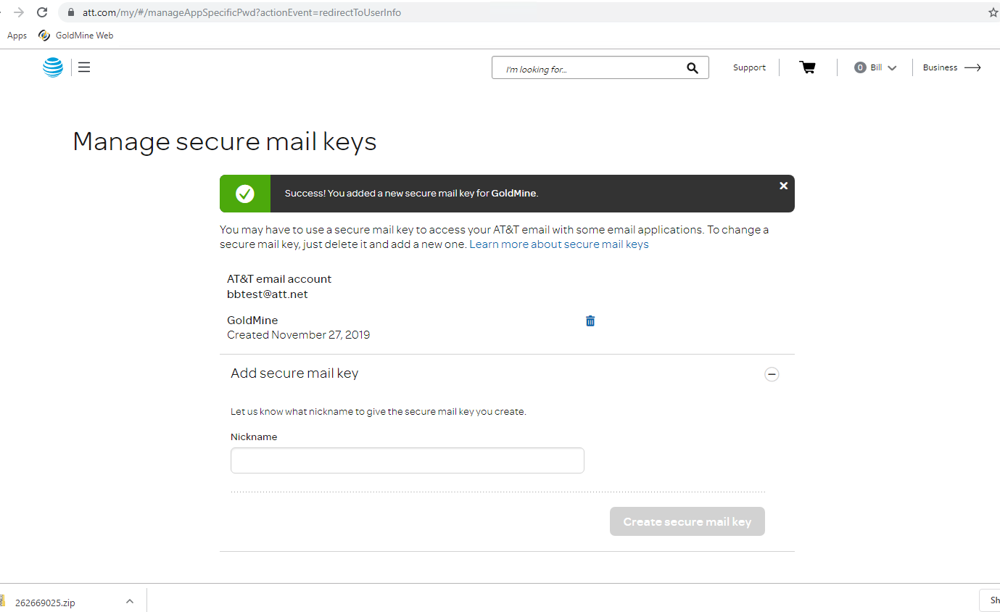 att.com/my/#/manageAppSpecificPwd?actionEvent=redirectToUserInfo
Apps GoldMine Web
I'm looking for... Support 0 Bill Business
Manage secure mail keys
Success! You added a new secure mail key for GoldMine.
You may have to use a secure mail key to access your AT&T email with some email applications. To change a
secure mail key, just delete it and add a new one. Learn more about secure mail keys
AT&T email account
bbtest@att.net
GoldMine
Created November 27, 2019
Add secure mail key
Let us know what nickname to give the secure mail key you create.
Nickname
Create secure mail key
262669025.zip Sh